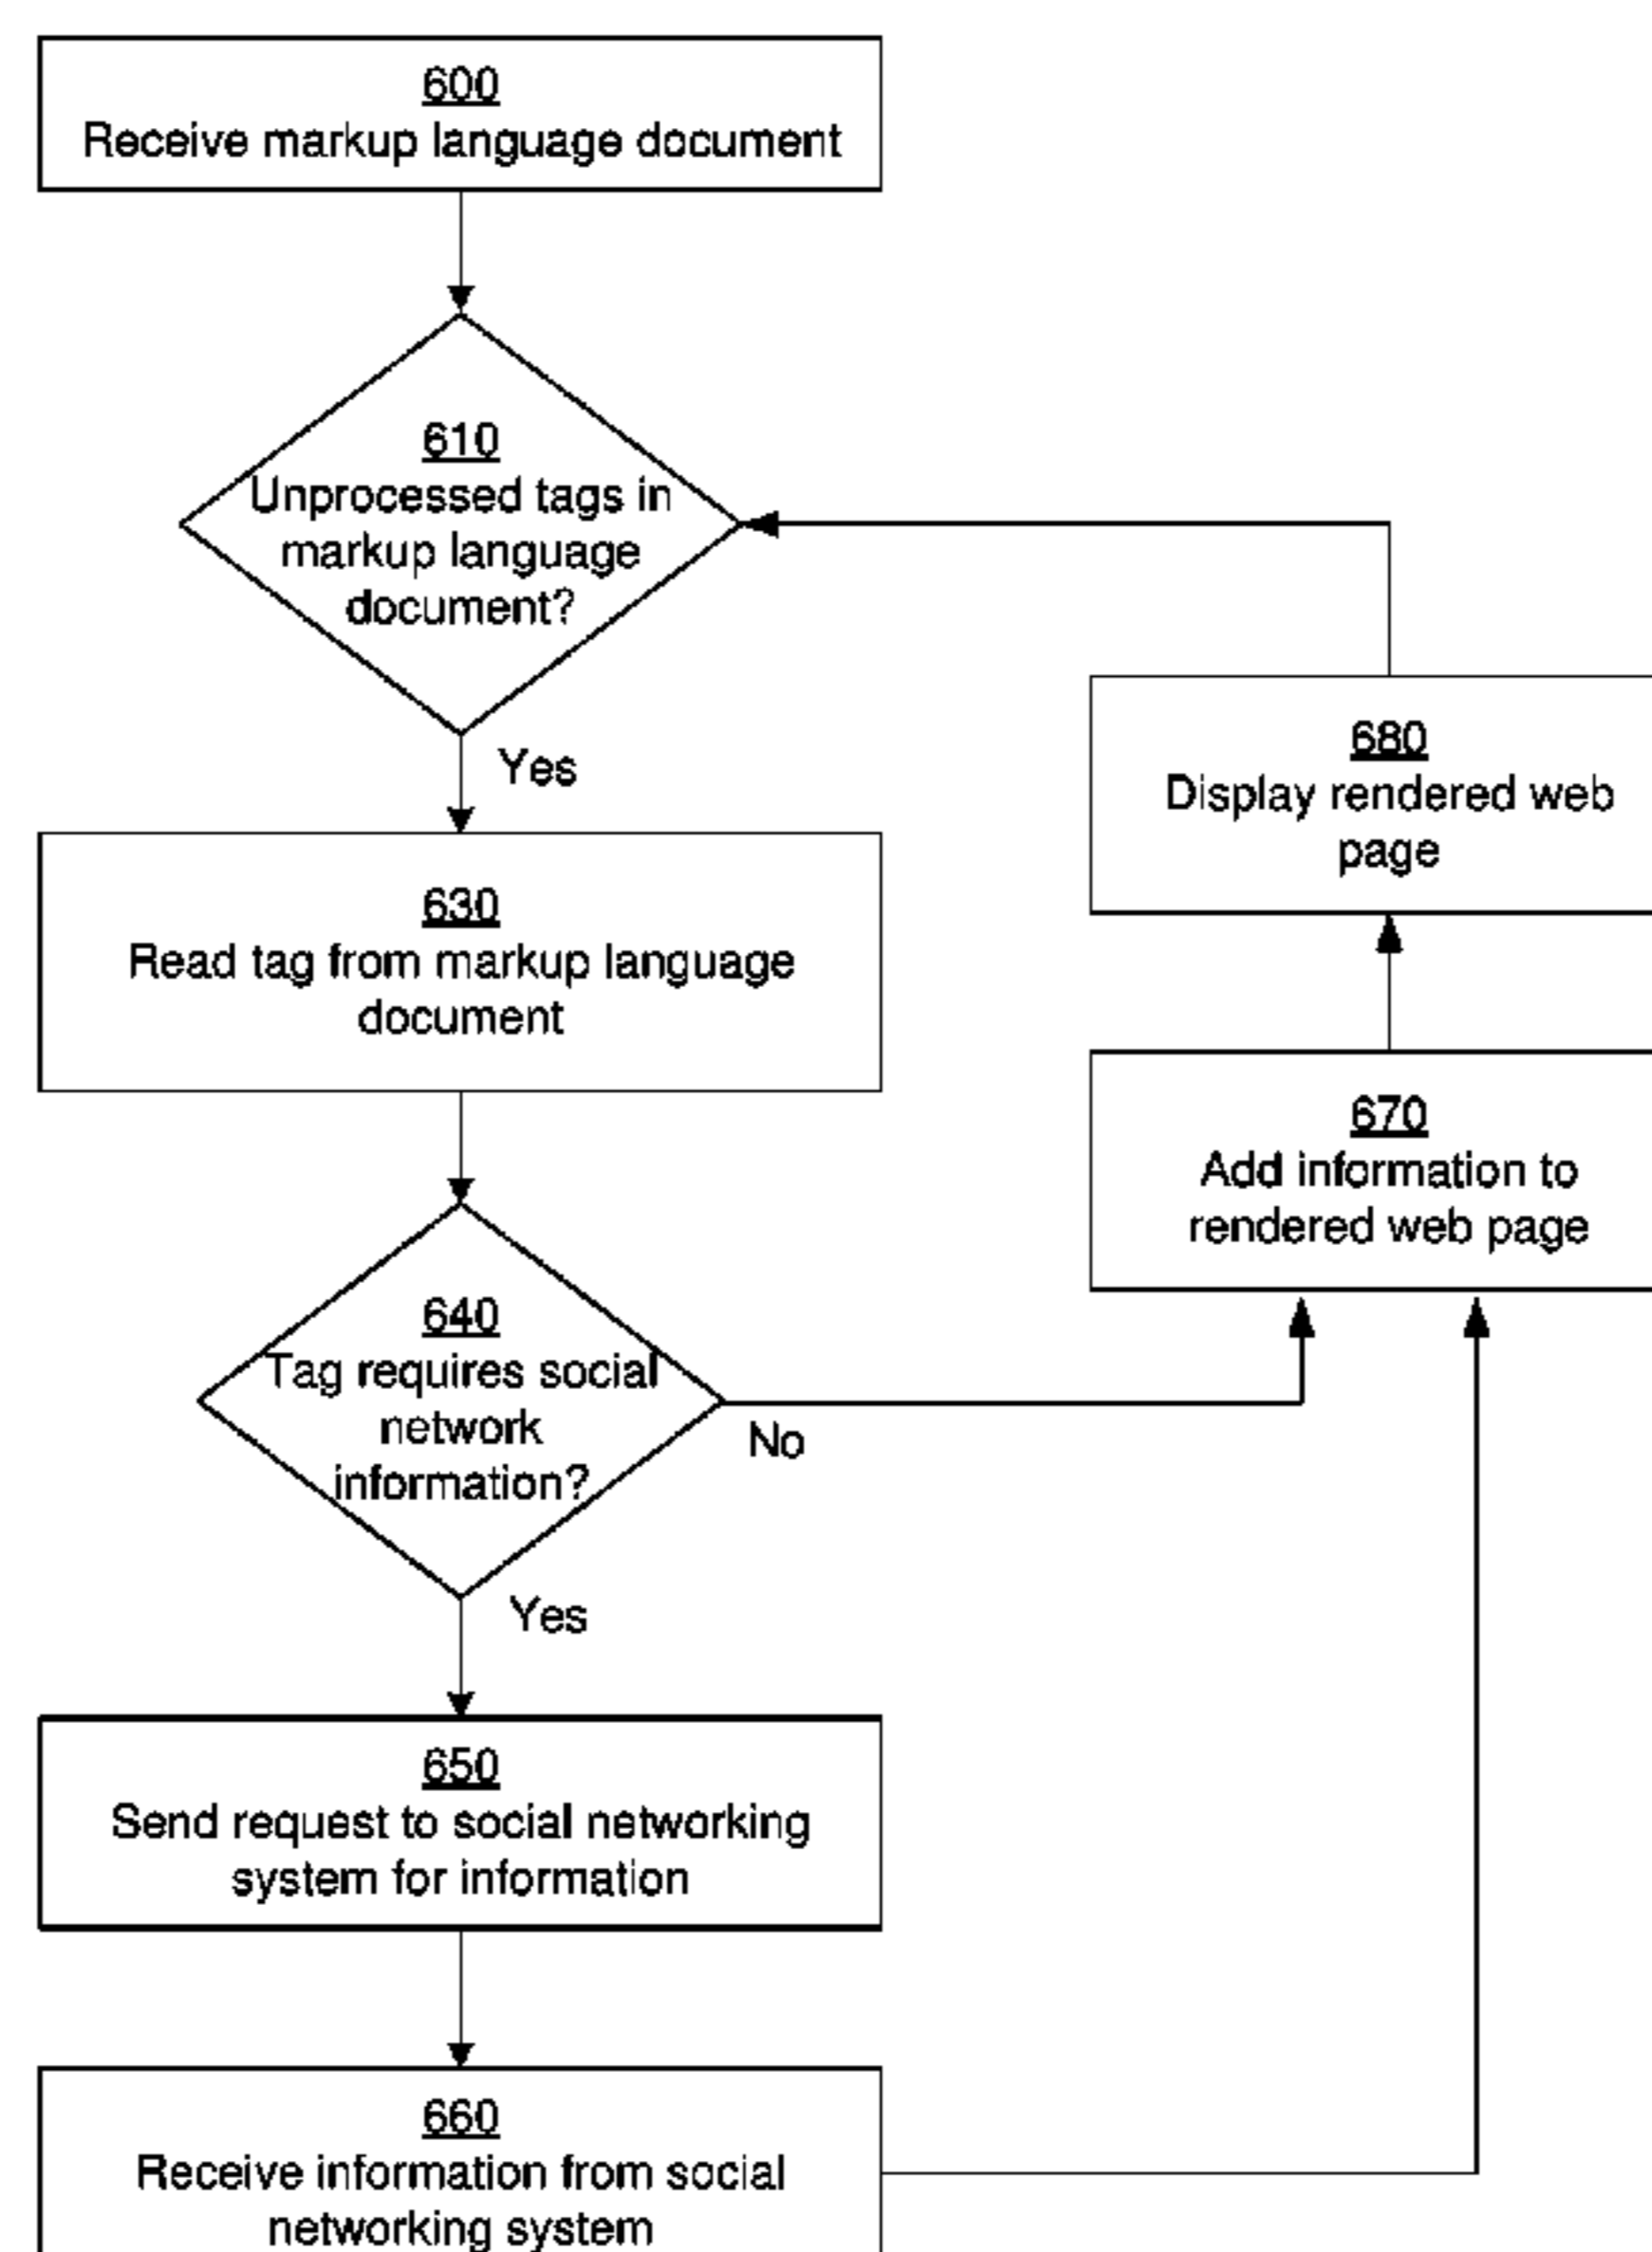 600
Receive markup language document
610
Unprocessed tags in
markup language
document?
Yes
630
Read tag from markup language
document
640
Tag requires social
network
information?
No
Yes
650
Send request to social networking
system for information
660
Receive information from social
networking system
670
Add information to
rendered web page
680
Display rendered web
page